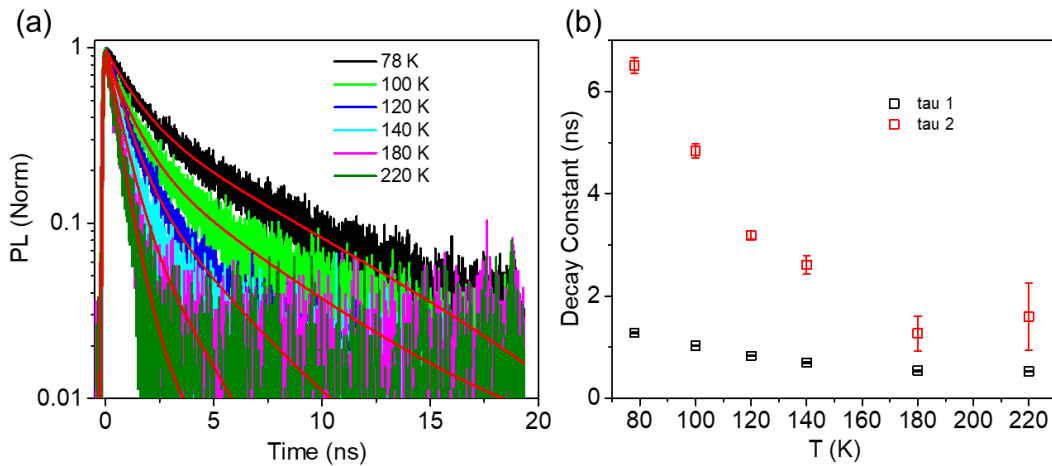 (a)
1
0.1
0.01
PL (Norm)
78 K
100 K
120 K
140 K
180 K
220 K
0
5
10
15
20
Time (ns)
(b)
6
4
2
0
Decay Constant (ns)
tau 1
tau 2
80 100 120 140 160 180 200 220
T (K)